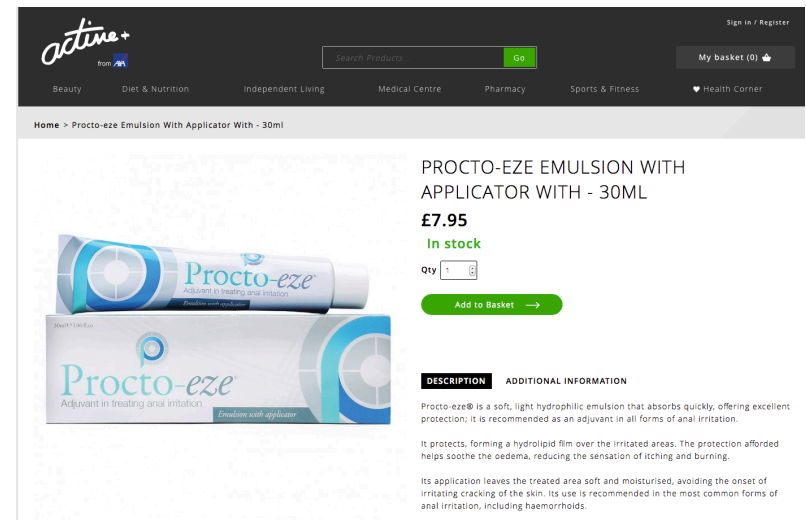 active+
from AXA
Sign in / Register
Search Products...
Go
My basket (0)
Beauty
Diet & Nutrition
Independent Living
Medical Centre
Pharmacy
Sports & Fitness
Health Corner
Home > Procto-eze Emulsion With Applicator With - 30ml
PROCTO-EZE EMULSION WITH
APPLICATOR WITH - 30ML
£7.95
In stock
Qty 1
Add to Basket
Procto-eze®
Adjuvant in treating anal irritation
Emulsion with applicator
30ml e 1.06 fl.oz.
Procto-eze®
Adjuvant in treating anal irritation
Emulsion with applicator
DESCRIPTION
ADDITIONAL INFORMATION
Procto-eze® is a soft, light hydrophilic emulsion that absorbs quickly, offering excellent
protection; it is recommended as an adjuvant in all forms of anal irritation.
It protects, forming a hydrolipid film over the irritated areas. The protection afforded
helps soothe the oedema, reducing the sensation of itching and burning.
Its application leaves the treated area soft and moisturised, avoiding the onset of
irritating cracking of the skin. Its use is recommended in the most common forms of
anal irritation, including haemorrhoids.